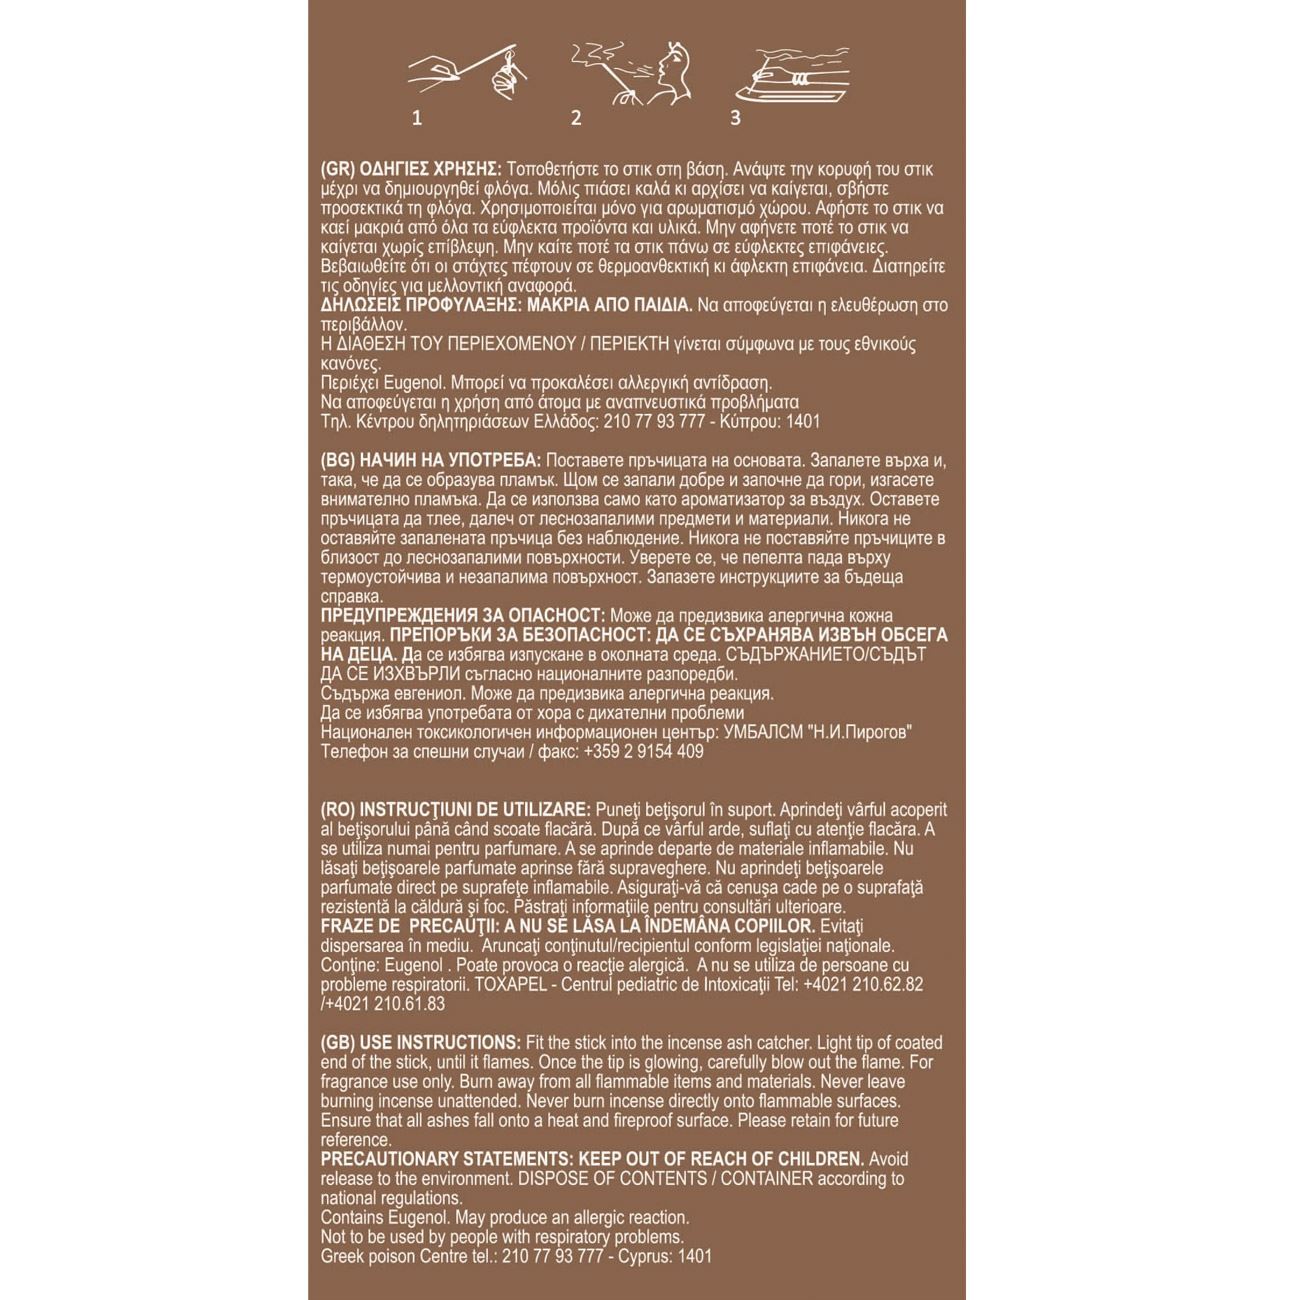 1
2
3
(GR) ΟΔΗΓΙΕΣ ΧΡΗΣΗΣ: Τοποθετήστε το στικ στη βάση. Ανάψτε την κορυφή του στικ
μέχρι να δημιουργηθεί φλόγα. Μόλις πιάσει καλά κι αρχίσει να καίγεται, σβήστε
προσεκτικά τη φλόγα. Χρησιμοποιείται μόνο για αρωματισμό χώρου. Αφήστε το στικ να
καεί μακριά από όλα τα εύφλεκτα προϊόντα και υλικά. Μην αφήνετε ποτέ το στικ να
καίγεται χωρίς επίβλεψη. Μην καίτε ποτέ τα στικ πάνω σε εύφλεκτες επιφάνειες.
Βεβαιωθείτε ότι οι στάχτες πέφτουν σε θερμοανθεκτική κι άφλεκτη επιφάνεια. Διατηρείτε
τις οδηγίες για μελλοντική αναφορά.
ΔΗΛΩΣΕΙΣ ΠΡΟΦΥΛΑΞΗΣ: ΜΑΚΡΙΑ ΑΠΟ ΠΑΙΔΙΑ. Να αποφεύγεται η ελευθέρωση στο
περιβάλλον.
Η ΔΙΑΘΕΣΗ ΤΟΥ ΠΕΡΙΕΧΟΜΕΝΟΥ / ΠΕΡΙΕΚΤΗ γίνεται σύμφωνα με τους εθνικούς
κανόνες.
Περιέχει Eugenol. Μπορεί να προκαλέσει αλλεργική αντίδραση.
Να αποφεύγεται η χρήση από άτομα με αναπνευστικά προβλήματα
Τηλ. Κέντρου δηλητηριάσεων Ελλάδος: 210 77 93 777 - Κύπρου: 1401
(BG) НАЧИН НА УПОТРЕБА: Поставете пръчицата на основата. Запалете върха и,
така, че да се образува пламък. Щом се запали добре и започне да гори, изгасете
внимателно пламъка. Да се използва само като ароматизатор за въздух. Оставете
пръчицата да тлее, далеч от леснозапалими предмети и материали. Никога не
оставяйте запалената пръчица без наблюдение. Никога не поставяйте пръчиците в
близост до леснозапалими повърхности. Уверете се, че пепелта пада върху
термоустойчива и незапалима повърхност. Запазете инструкциите за бъдеща
справка.
ПРЕДУПРЕЖДЕНИЯ ЗА ОПАСНОСТ: Може да предизвика алергична кожна
реакция. ПРЕПОРЪКИ ЗА БЕЗОПАСНОСТ: ДА СЕ СЪХРАНЯВА ИЗВЪН ОБСЕГА
НА ДЕЦА. Да се избягва изпускане в околната среда. СЪДЪРЖАНИЕТО/СЪДЪТ
ДА СЕ ИЗХВЪРЛИ съгласно националните разпоредби.
Съдържа евгениол. Може да предизвика алергична реакция.
Да се избягва употребата от хора с дихателни проблеми
Национален токсикологичен информационен център: УМБАЛСМ "Н.И.Пирогов"
Телефон за спешни случаи / факс: +359 2 9154 409
(RO) INSTRUCŢIUNI DE UTILIZARE: Puneţi beţişorul în suport. Aprindeţi vârful acoperit
al beţişorului până când scoate flacără. După ce vârful arde, suflaţi cu atenţie flacăra. A
se utiliza numai pentru parfumare. A se aprinde departe de materiale inflamabile. Nu
lăsaţi beţişoarele parfumate aprinse fără supraveghere. Nu aprindeţi beţişoarele
parfumate direct pe suprafeţe inflamabile. Asiguraţi-vă că cenuşa cade pe o suprafaţă
rezistentă la căldură şi foc. Păstraţi informaţiile pentru consultări ulterioare.
FRAZE DE PRECAUŢII: A NU SE LĂSA LA ÎNDEMÂNA COPIILOR. Evitaţi
dispersarea în mediu. Aruncaţi conţinutul/recipientul conform legislaţiei naţionale.
Conţine: Eugenol . Poate provoca o reacţie alergică. A nu se utiliza de persoane cu
probleme respiratorii. TOXAPEL - Centrul pediatric de Intoxicaţii Tel: +4021 210.62.82
/+4021 210.61.83
(GB) USE INSTRUCTIONS: Fit the stick into the incense ash catcher. Light tip of coated
end of the stick, until it flames. Once the tip is glowing, carefully blow out the flame. For
fragrance use only. Burn away from all flammable items and materials. Never leave
burning incense unattended. Never burn incense directly onto flammable surfaces.
Ensure that all ashes fall onto a heat and fireproof surface. Please retain for future
reference.
PRECAUTIONARY STATEMENTS: KEEP OUT OF REACH OF CHILDREN. Avoid
release to the environment. DISPOSE OF CONTENTS / CONTAINER according to
national regulations.
Contains Eugenol. May produce an allergic reaction.
Not to be used by people with respiratory problems.
Greek poison Centre tel.: 210 77 93 777 - Cyprus: 1401